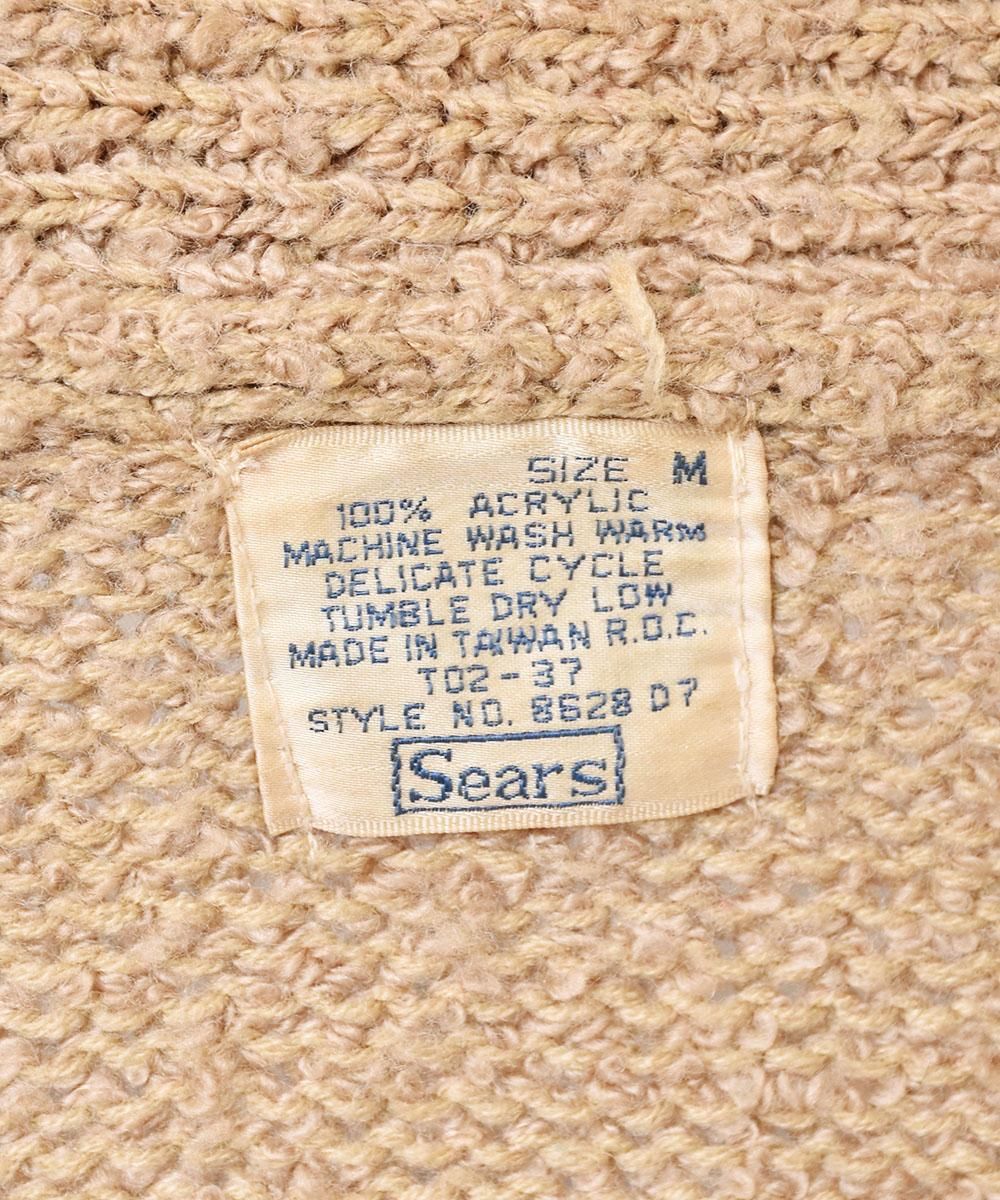 SIZE M
100% ACRYLIC
MACHINE WASH WARM
DELICATE CYCLE
TUMBLE DRY LOW
MADE IN TAIWAN R.O.C.
T02-37
STYLE NO. 8628 D7
Sears